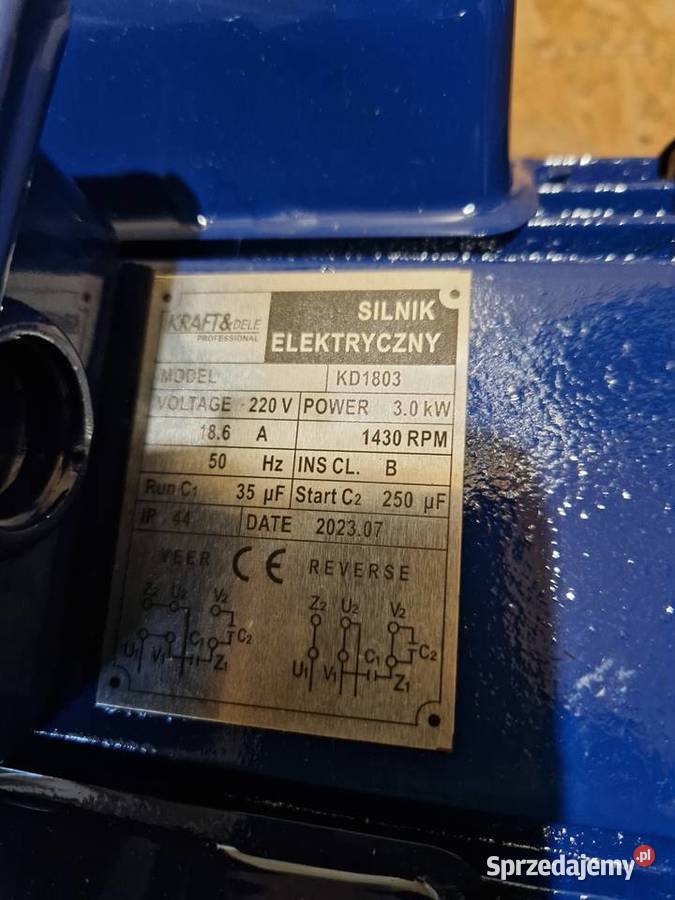 KRAFT&DELE
PROFESSIONAL
SILNIK
ELEKTRYCZNY
MODEL KD1803
VOLTAGE ~220 V POWER 3.0 kW
18.6 A 1430 RPM
50 Hz INS CL. B
Run C1 35 µF Start C2 250 µF
IP 44 DATE 2023.07
VEER CE REVERSE
Z2 U2 V2 Z2 U2 V2
C1 C2 C1 C2
U1 V1 Z1 U1 V1 Z1
Sprzedajemy.pl